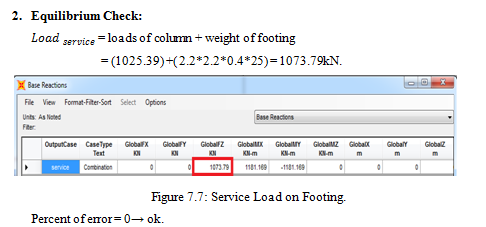 2. Equilibrium Check:
Load service = loads of column + weight of footing
= (1025.39)+(2.2*2.2*0.4*25)=1073.79kN.
Base Reactions
File View Format-Filter-Sort Select Options
Units: As Noted
Base Reactions
Filter:
OutputCase CaseType GlobalFX GlobalFY GlobalFZ GlobalMX GlobalMY GlobalMZ GlobalX GlobalY GlobalZ
Text KN KN KN KN-m KN-m KN-m m m m
service Combination 0 0 1073.79 1181.169 -1181.169 0 0 0
Figure 7.7: Service Load on Footing.
Percent of error= 0→ ok.